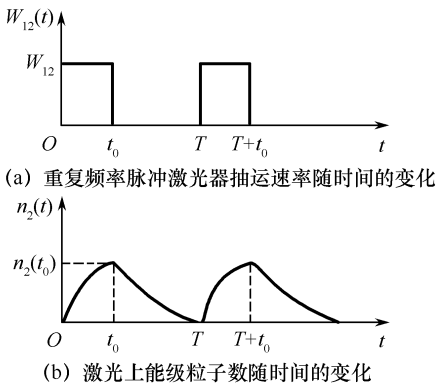 W₁₂(t)
W₁₂
O t₀ T T+t₀ t
(a) 重复频率脉冲激光器抽运速率随时间的变化
n₂(t)
n₂(t₀)
O t₀ T T+t₀ t
(b) 激光上能级粒子数随时间的变化